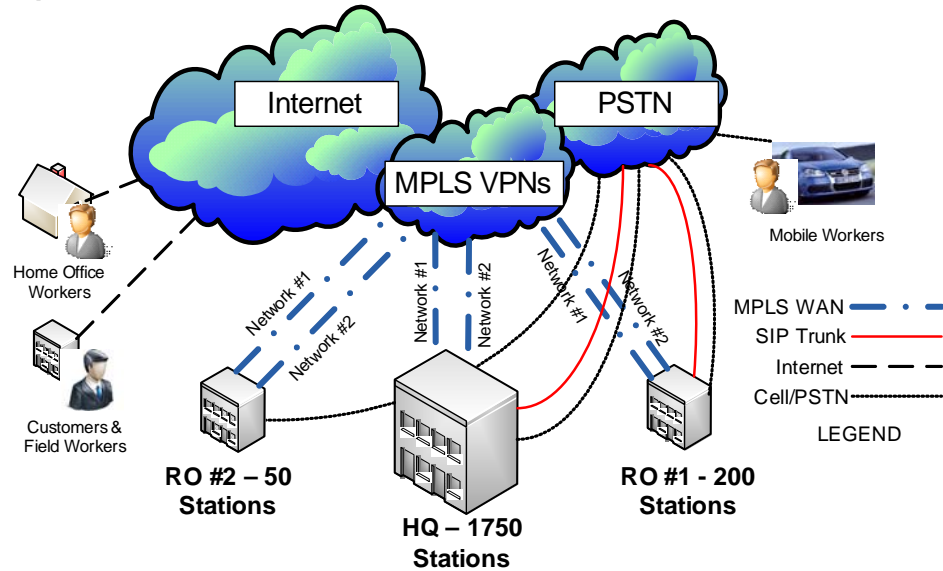 Internet
PSTN
MPLS VPNs
Home Office
Workers
Mobile Workers
Customers &
Field Workers
Network #1
Network #2
Network #1
Network #2
Network #1
Network #2
MPLS WAN
SIP Trunk
Internet
Cell/PSTN
LEGEND
RO #2 – 50
Stations
HQ – 1750
Stations
RO #1 - 200
Stations